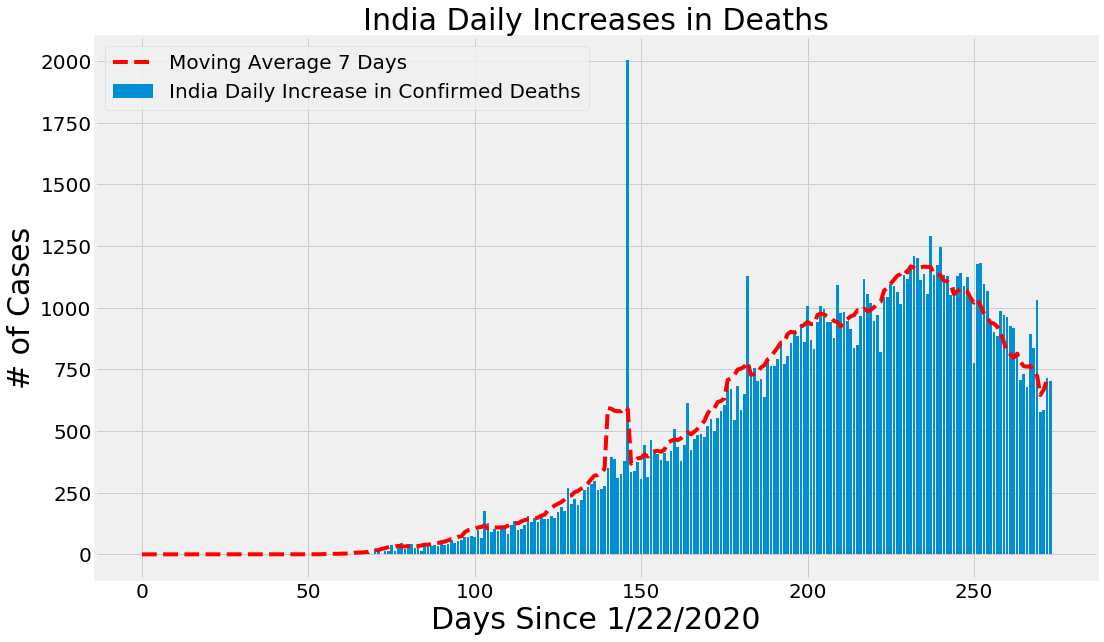 India Daily Increases in Deaths
Moving Average 7 Days
India Daily Increase in Confirmed Deaths
# of Cases
2000
1750
1500
1250
1000
750
500
250
0
0 50 100 150 200 250
Days Since 1/22/2020